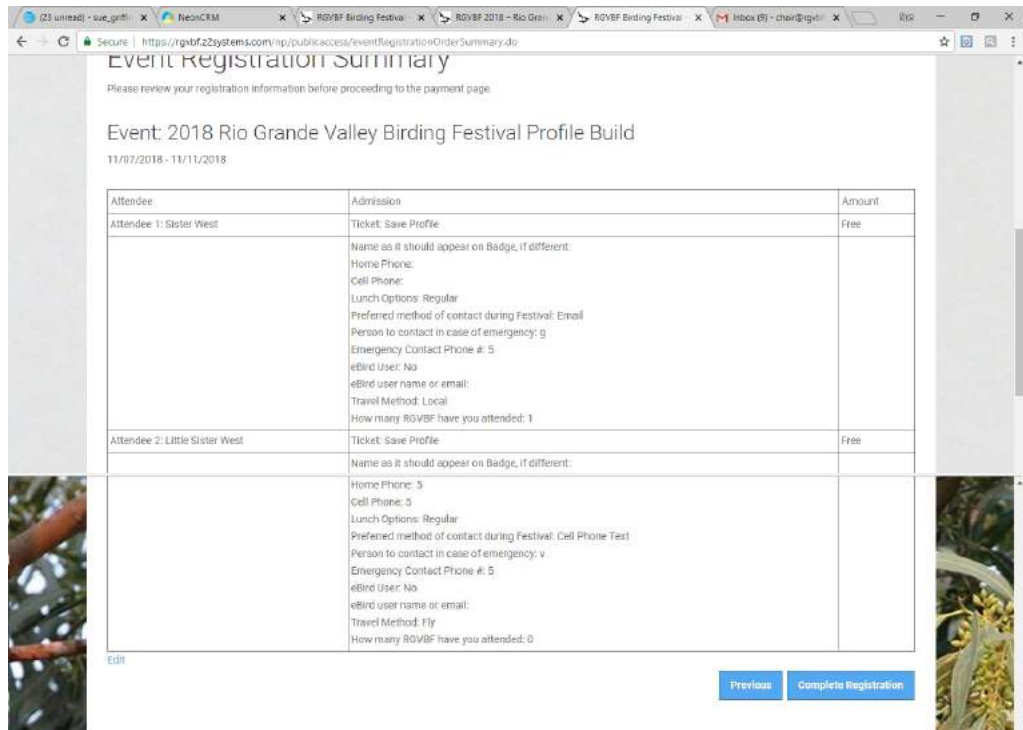 (23 unread) - sue_griffin
NeonCRM
RGVBF Birding Festival
RGVBF 2018 – Rio Gran
RGVBF Birding Festival
Inbox (9) - chair@rgvb
Secure | https://rgvbf.z2systems.com/np/publicaccess/eventRegistrationOrderSummary.do
Event Registration Summary
Please review your registration information before proceeding to the payment page.
Event: 2018 Rio Grande Valley Birding Festival Profile Build
11/07/2018 - 11/11/2018
Attendee Admission Amount
Attendee 1: Sister West Ticket: Save Profile Free
Name as it should appear on Badge, if different:
Home Phone:
Cell Phone:
Lunch Options: Regular
Preferred method of contact during Festival: Email
Person to contact in case of emergency: g
Emergency Contact Phone #: 5
eBird User: No
eBird user name or email:
Travel Method: Local
How many RGVBF have you attended: 1
Attendee 2: Little Sister West Ticket: Save Profile Free
Name as it should appear on Badge, if different:
Home Phone: 5
Cell Phone: 5
Lunch Options: Regular
Preferred method of contact during Festival: Cell Phone Text
Person to contact in case of emergency: v
Emergency Contact Phone #: 5
eBird User: No
eBird user name or email:
Travel Method: Fly
How many RGVBF have you attended: 0
Edit
Previous
Complete Registration